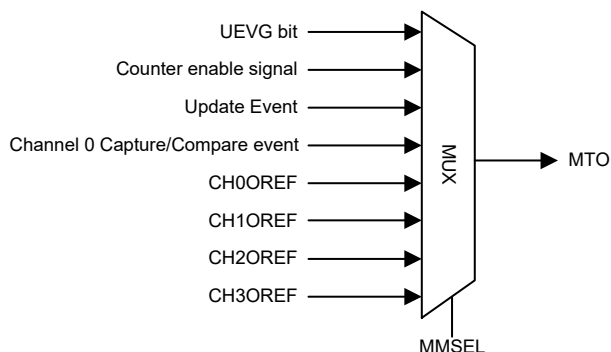 UEVG bit
Counter enable signal
Update Event
Channel 0 Capture/Compare event
CH0OREF
CH1OREF
CH2OREF
CH3OREF
MUX
MTO
MMSEL